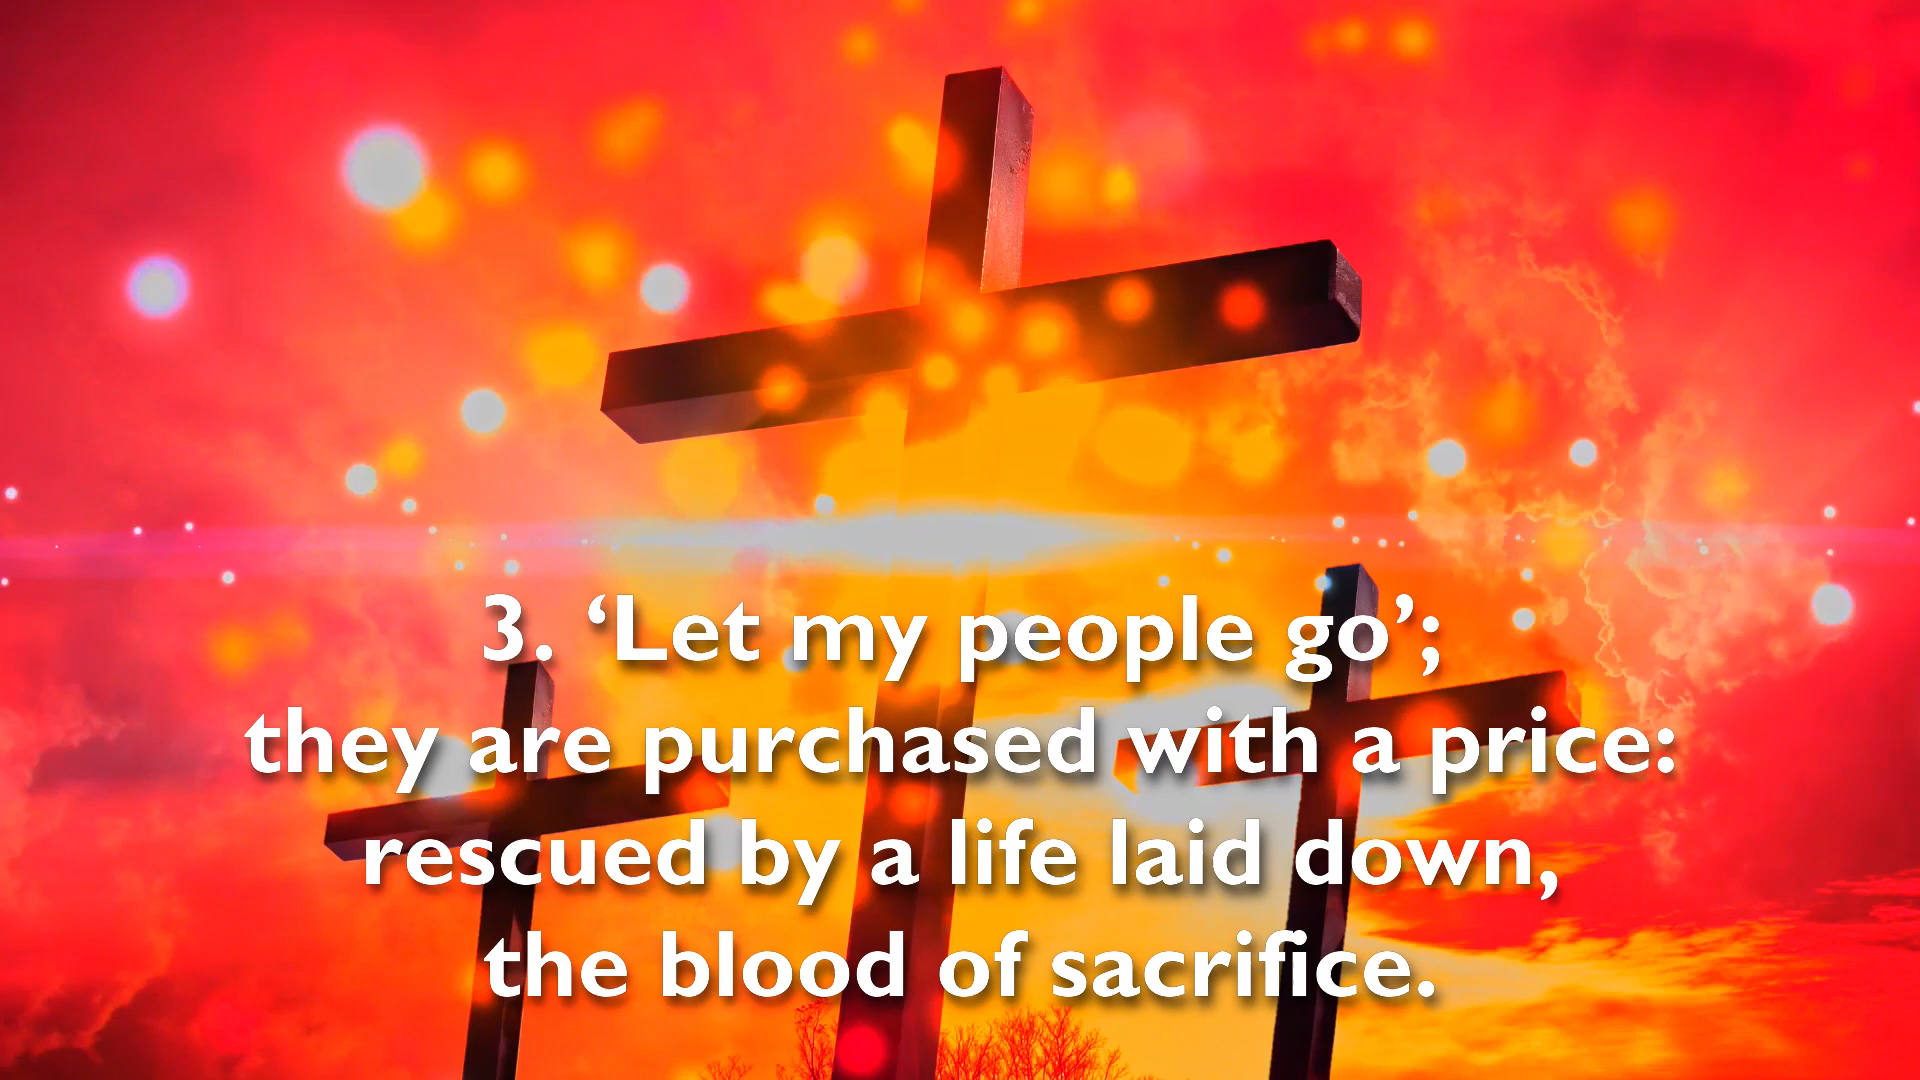 3. ‘Let my people go’;
they are purchased with a price:
rescued by a life laid down,
the blood of sacrifice.